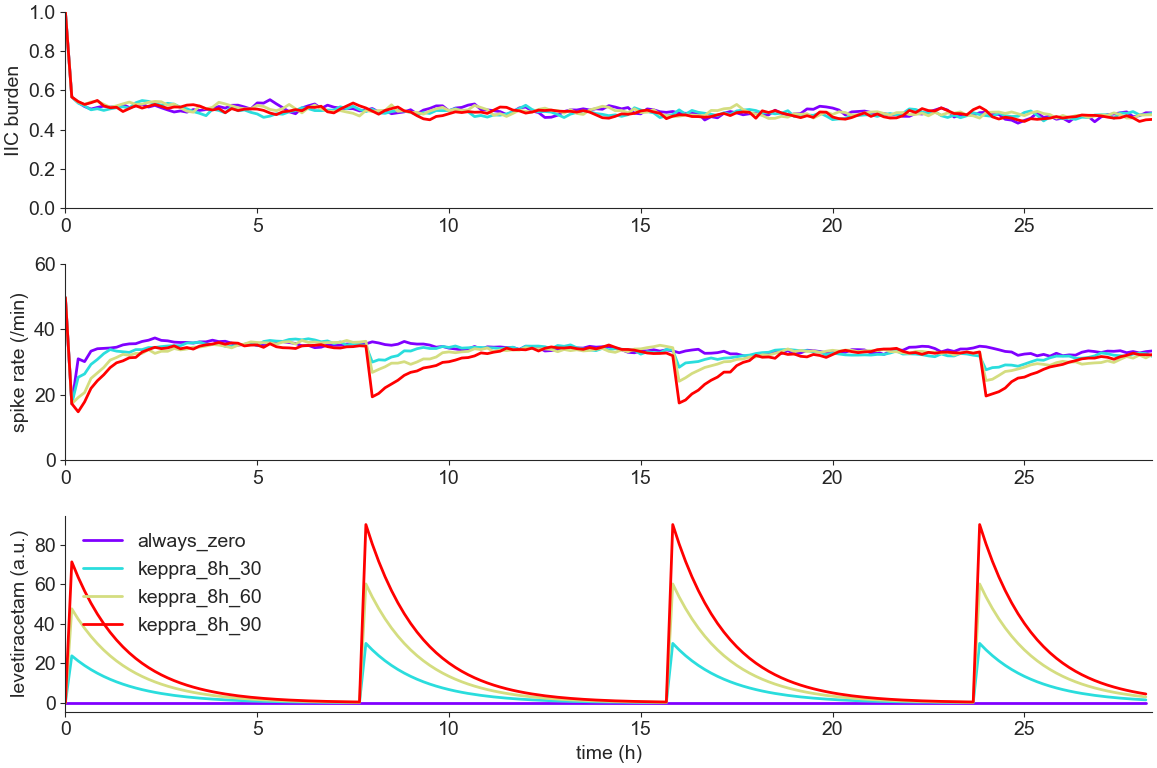 IIC burden
1.0
0.8
0.6
0.4
0.2
0.0
0 5 10 15 20 25
spike rate (/min)
60
40
20
0
0 5 10 15 20 25
levetiracetam (a.u.)
80
60
40
20
0
always_zero
keppra_8h_30
keppra_8h_60
keppra_8h_90
0 5 10 15 20 25
time (h)